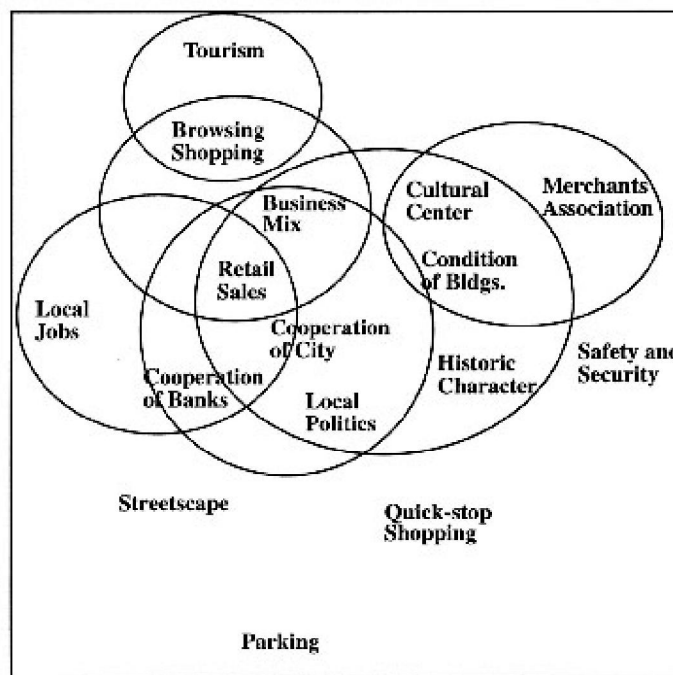 Tourism
Browsing
Shopping
Cultural
Center
Merchants
Association
Business
Mix
Condition
of Bldgs.
Retail
Sales
Local
Jobs
Cooperation
of City
Safety and
Security
Historic
Character
Cooperation
of Banks
Local
Politics
Streetscape
Quick-stop
Shopping
Parking